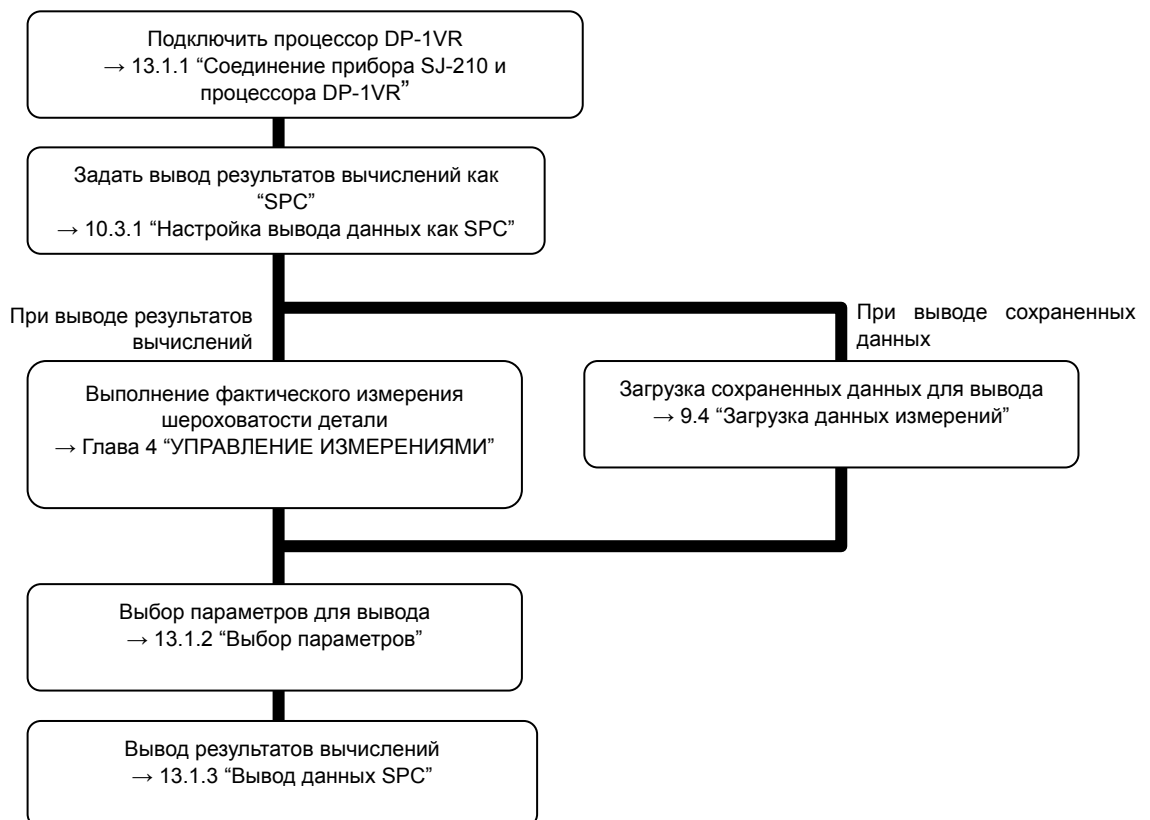 Подключить процессор DP-1VR
→ 13.1.1 “Соединение прибора SJ-210 и
процессора DP-1VR”
Задать вывод результатов вычислений как
“SPC”
→ 10.3.1 “Настройка вывода данных как SPC”
При выводе результатов
вычислений
При выводе сохраненных
данных
Выполнение фактического измерения
шероховатости детали
→ Глава 4 “УПРАВЛЕНИЕ ИЗМЕРЕНИЯМИ”
Загрузка сохраненных данных для вывода
→ 9.4 “Загрузка данных измерений”
Выбор параметров для вывода
→ 13.1.2 “Выбор параметров”
Вывод результатов вычислений
→ 13.1.3 “Вывод данных SPC”